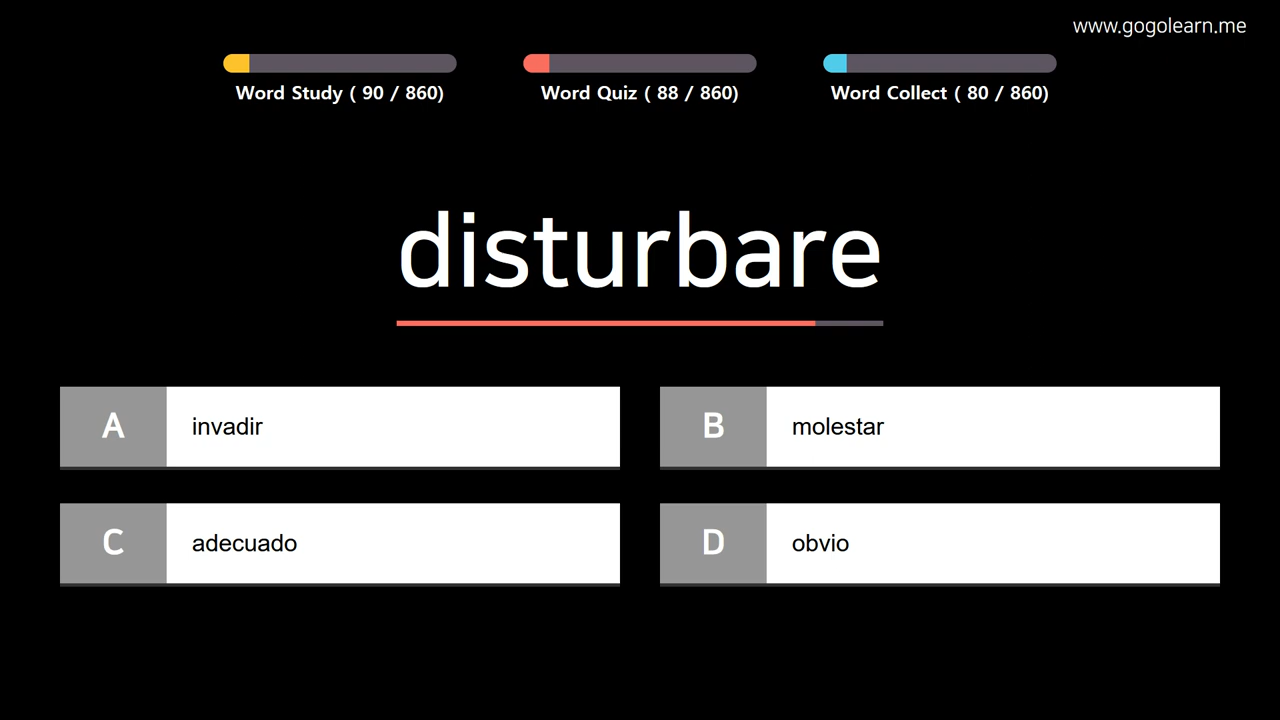 www.gogolearn.me
Word Study ( 90 / 860)
Word Quiz ( 88 / 860)
Word Collect ( 80 / 860)
disturbare
A
invadir
B
molestar
C
adecuado
D
obvio